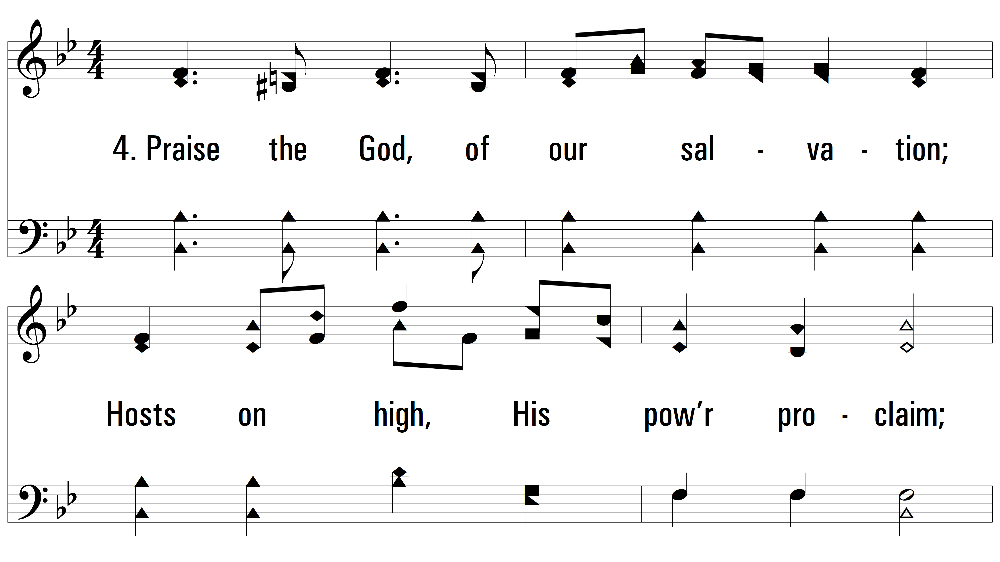 4. Praise the God, of our sal - va - tion;
Hosts on high, His pow’r pro - claim;